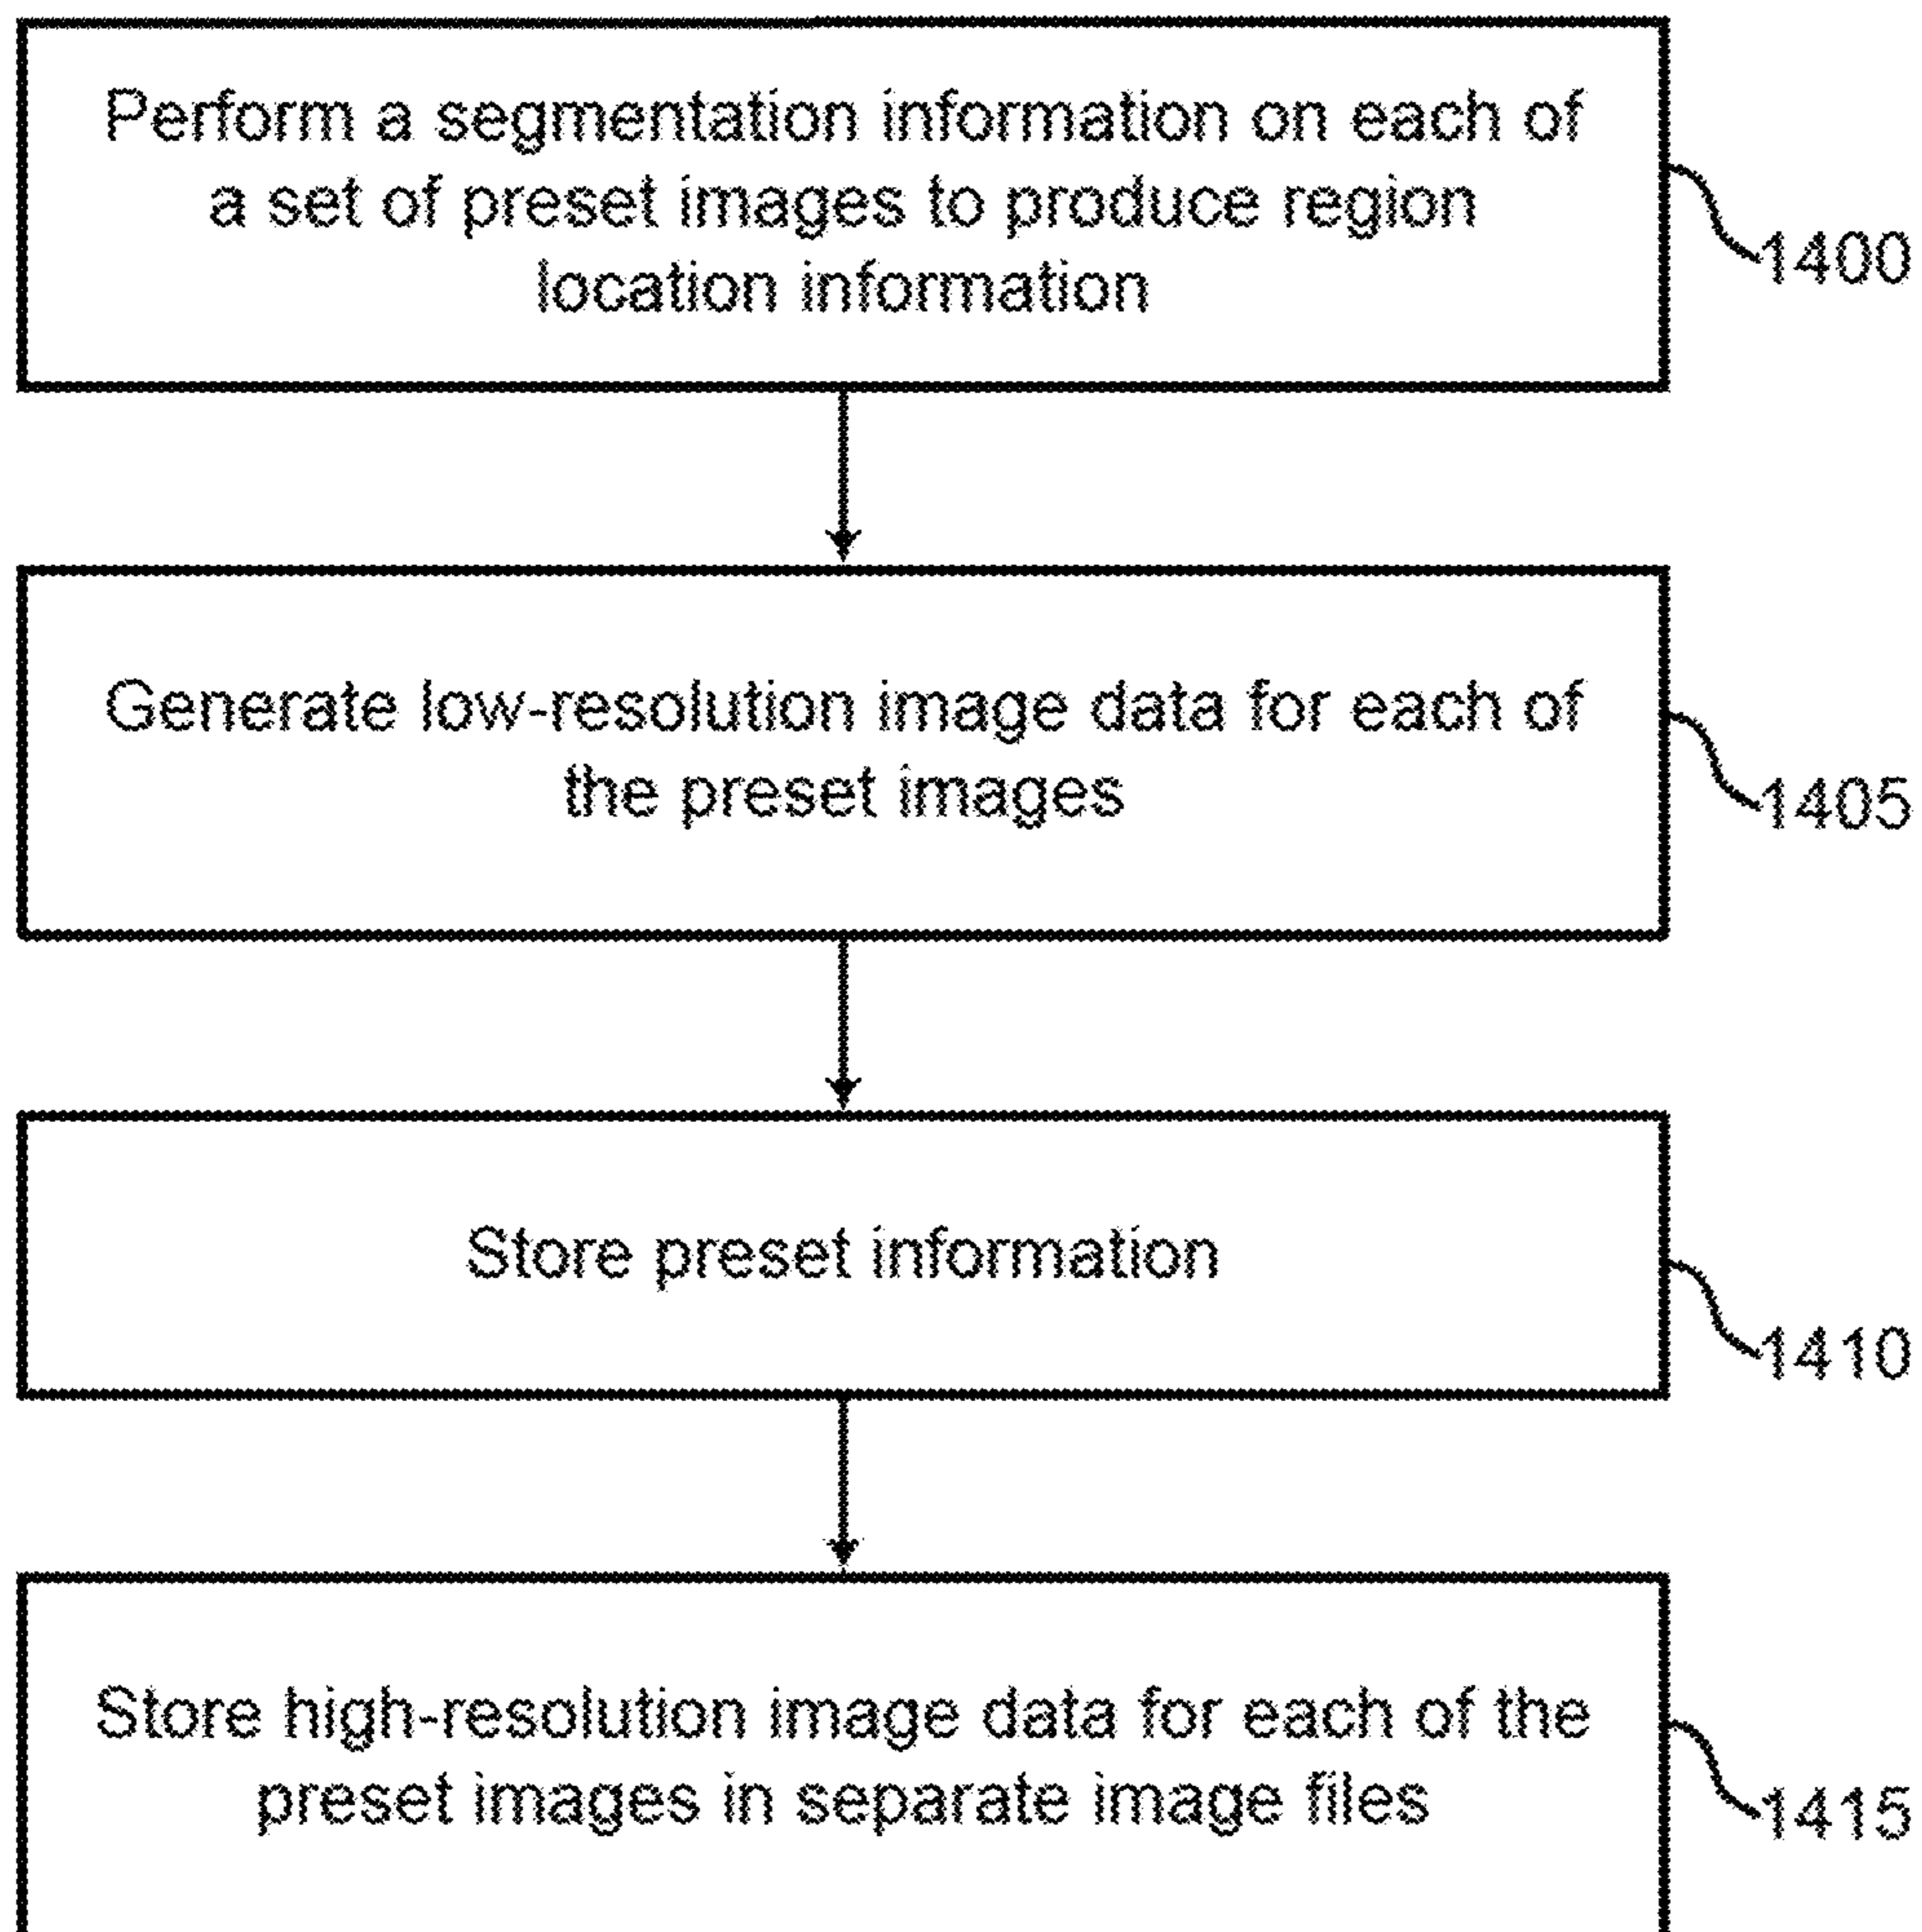 Perform a segmentation information on each of
a set of preset images to produce region
location information
1400
Generate low-resolution image data for each of
the preset images
1405
Store preset information
1410
Store high-resolution image data for each of the
preset images in separate image files
1415